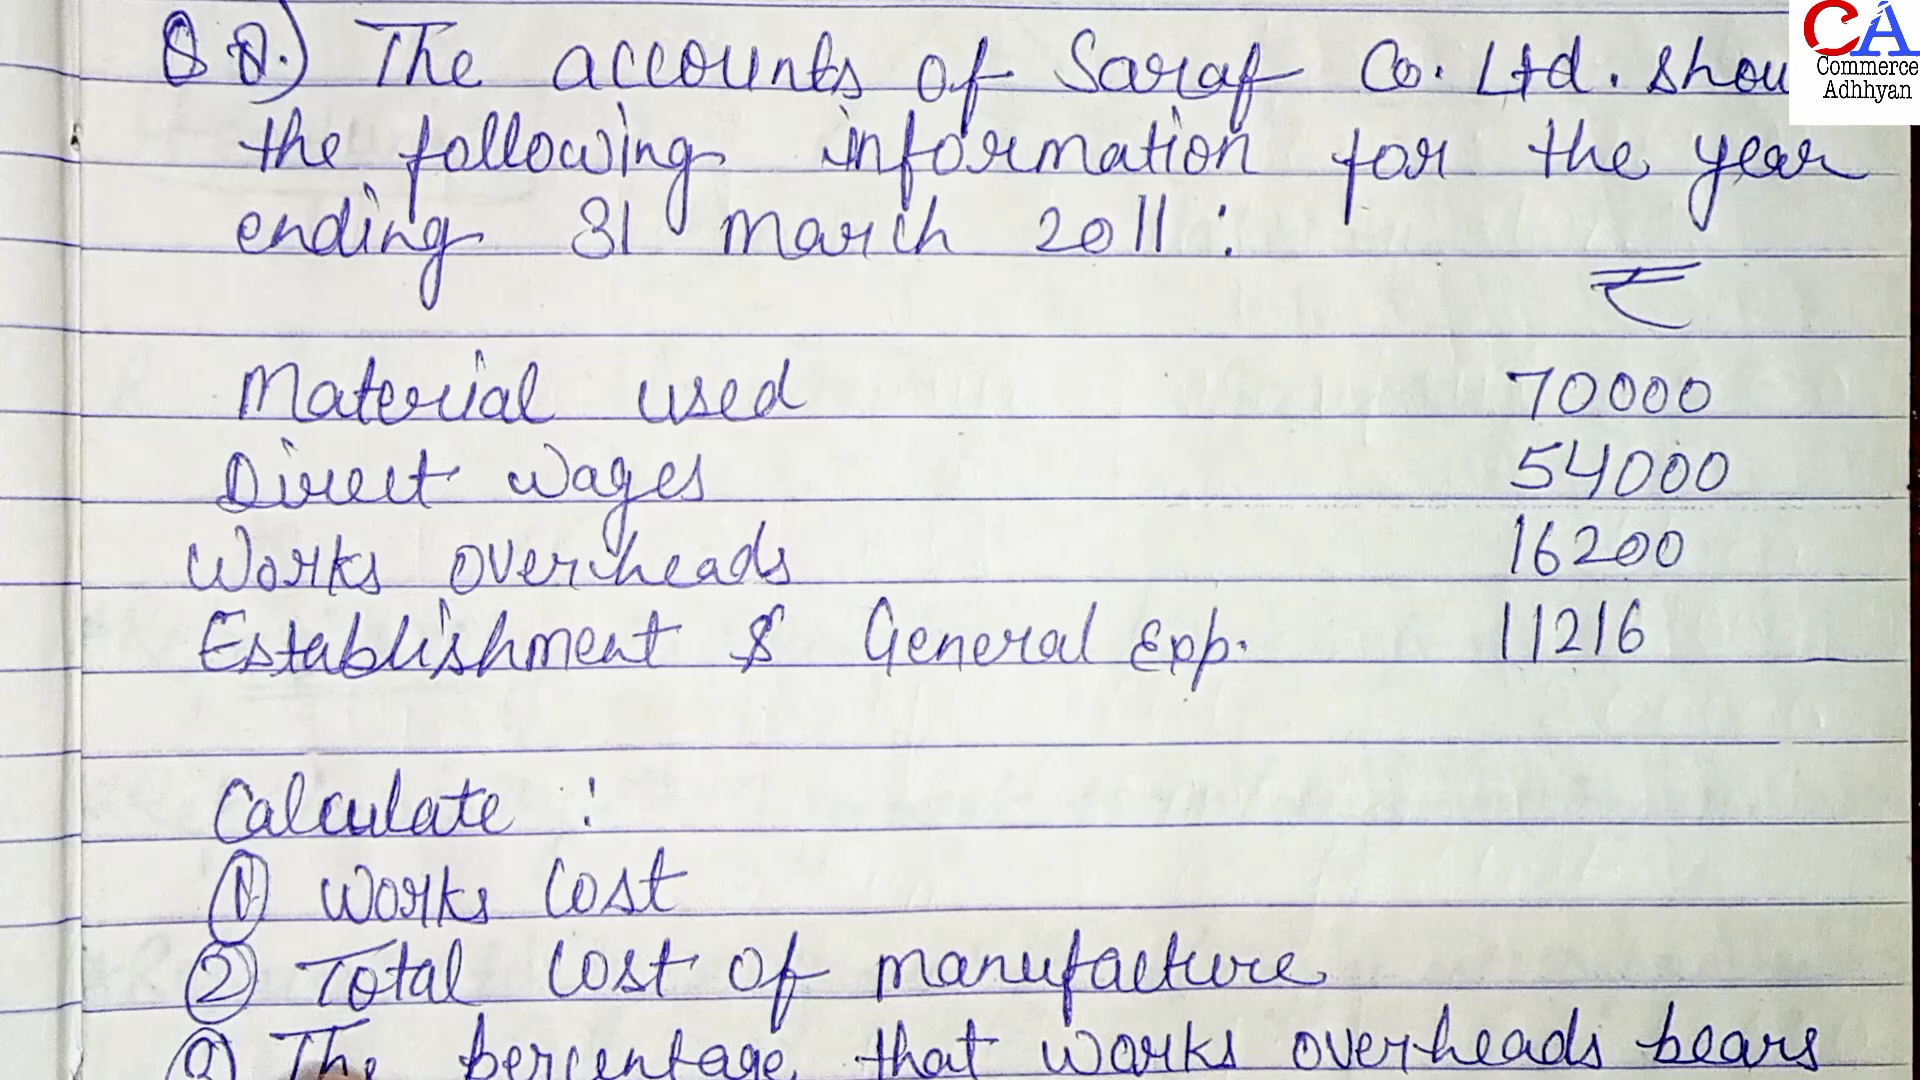 Q 8.) The accounts of Saraf Co. Ltd. show
the following information for the year
ending 31 March 2011 :
₹
Material used 70000
Direct wages 54000
Works overheads 16200
Establishment & General Exp. 11216
Calculate :
① Works Cost
② Total Cost of manufacture
③ The percentage that works overheads bears
CA
Commerce
Adhhyan